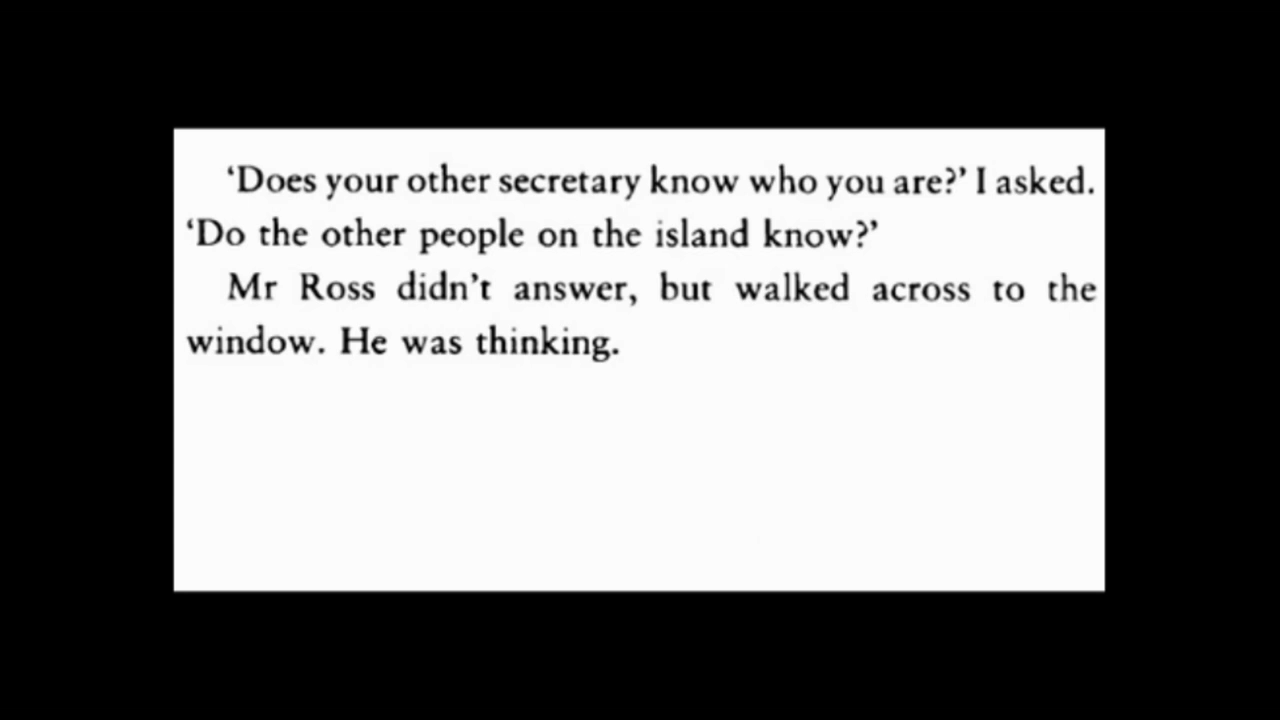 ‘Does your other secretary know who you are?’ I asked.
‘Do the other people on the island know?’
Mr Ross didn’t answer, but walked across to the
window. He was thinking.